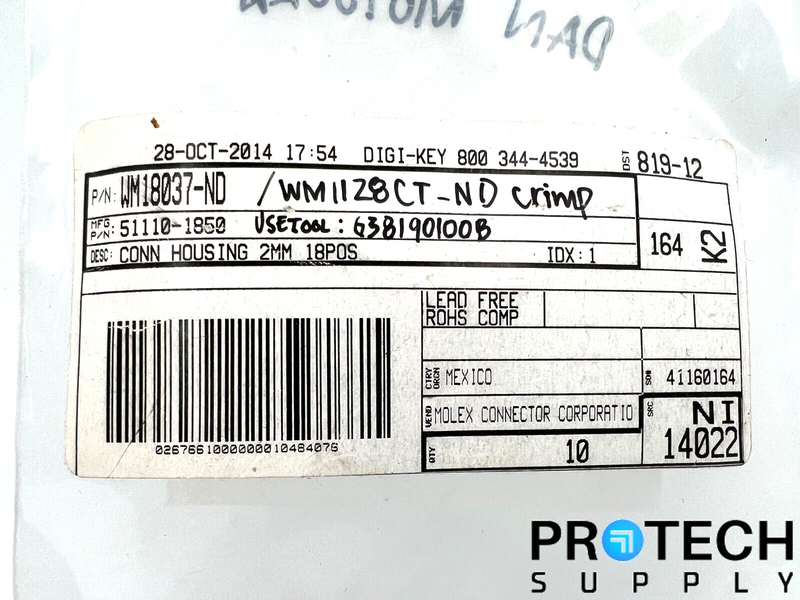 28-OCT-2014 17:54 DIGI-KEY 800 344-4539 DST 819-12
P/N: WM18037-ND /WM1128CT-ND crimp
MFG P/N: 51110-1850 USETOOL: 638190100B
DESC: CONN HOUSING 2MM 18POS IDX: 1
164 K2
LEAD FREE
ROHS COMP
CTRY ORGN MEXICO SO# 41160164
VEND MOLEX CONNECTOR CORPORATIO SRC NI
QTY 10 14022
0267661000000010484076
PROTECH
SUPPLY